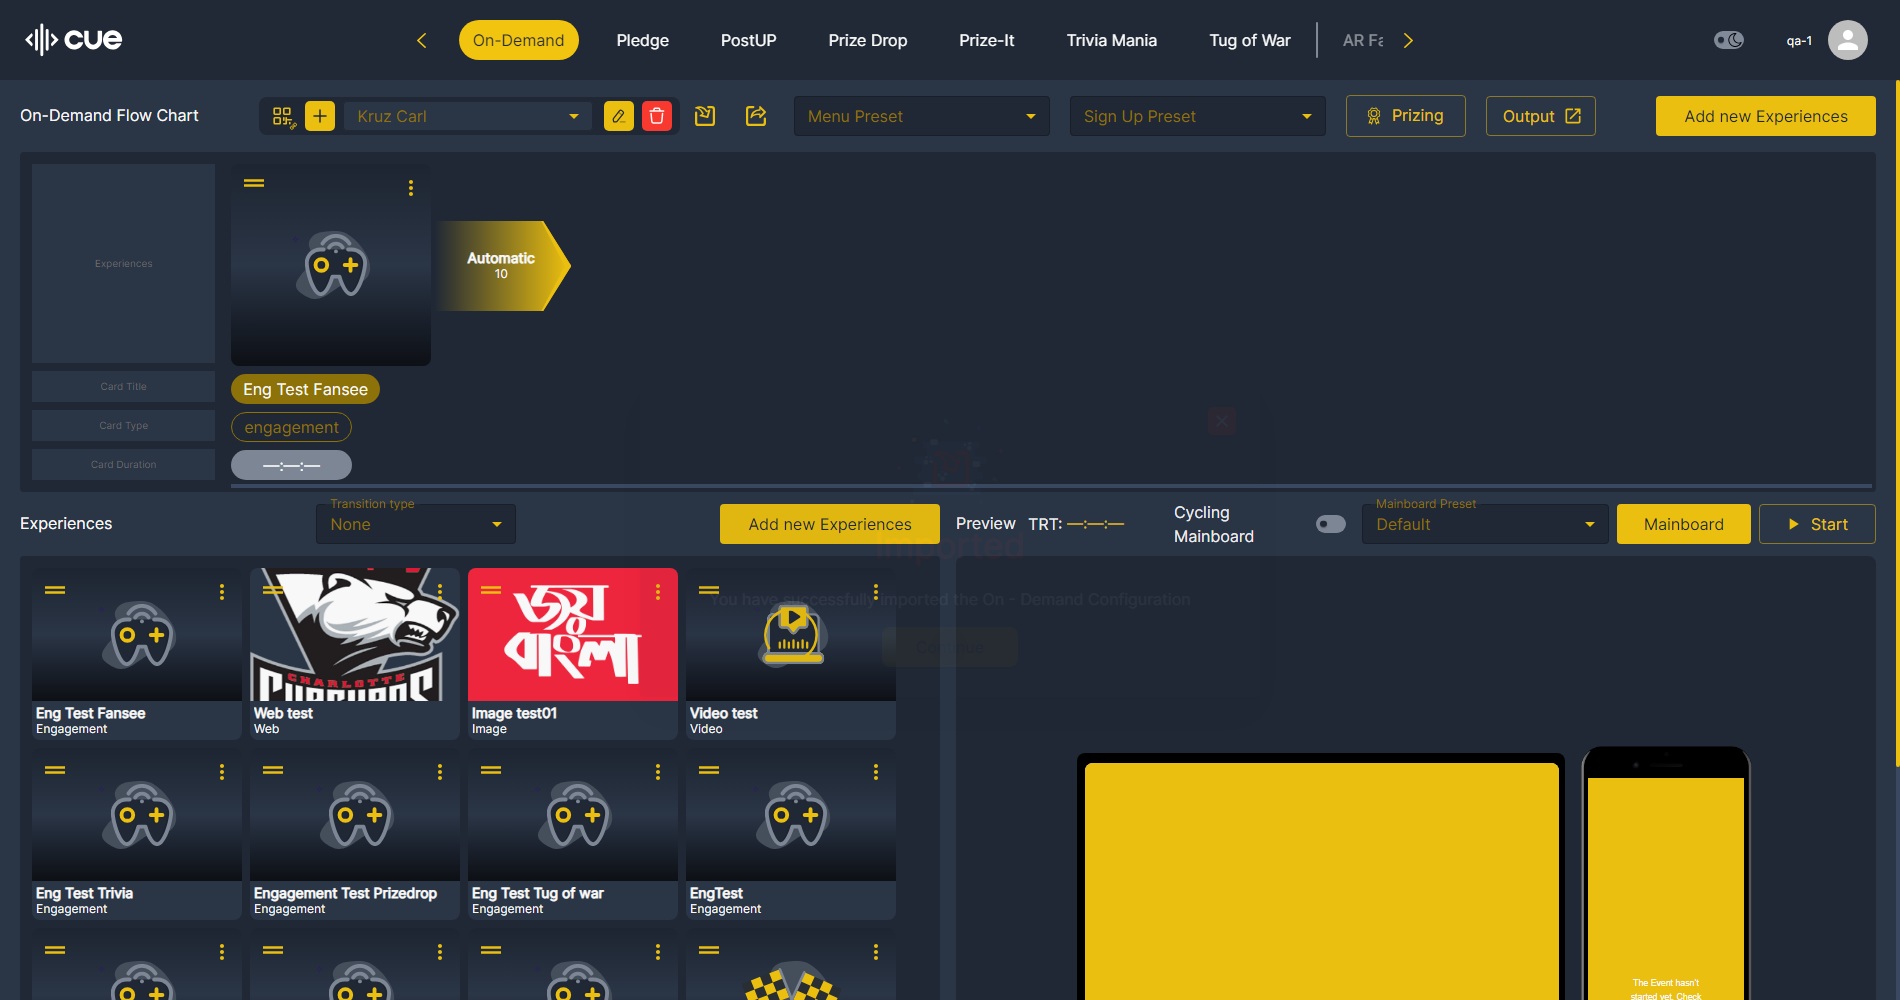 cue
On-Demand
Pledge
PostUP
Prize Drop
Prize-It
Trivia Mania
Tug of War
AR Fa
qa-1
On-Demand Flow Chart
Kruz Carl
Menu Preset
Sign Up Preset
Prizing
Output
Add new Experiences
Experiences
Automatic
10
Card Title
Eng Test Fansee
Card Type
engagement
Card Duration
—:—:—
Experiences
Transition type
None
Add new Experiences
Preview
TRT: —:—:—
Cycling
Mainboard
Mainboard Preset
Default
Mainboard
Start
Imported
You have successfully imported the On - Demand Configuration
জয়
বাংলা
CHARLOTTE
Eng Test Fansee
Engagement
Web test
Web
Image test01
Image
Video test
Video
Eng Test Trivia
Engagement
Engagement Test Prizedrop
Engagement
Eng Test Tug of war
Engagement
EngTest
Engagement
The Event hasn't
started yet. Check